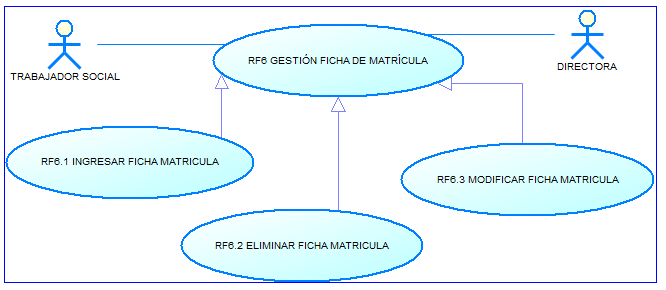 RF6 GESTIÓN FICHA DE MATRÍCULA
TRABAJADOR SOCIAL
DIRECTORA
RF6.1 INGRESAR FICHA MATRICULA
RF6.3 MODIFICAR FICHA MATRICULA
RF6.2 ELIMINAR FICHA MATRICULA